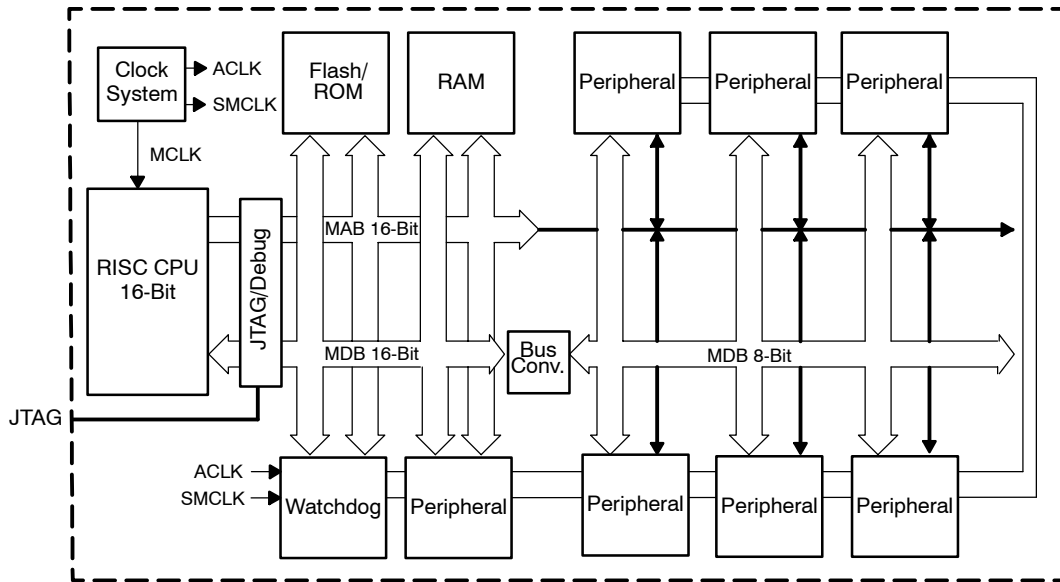 Clock
System
ACLK
SMCLK
MCLK
Flash/
ROM
RAM
Peripheral
Peripheral
Peripheral
RISC CPU
16-Bit
JTAG/Debug
MAB 16-Bit
MDB 16-Bit
Bus
Conv.
MDB 8-Bit
JTAG
ACLK
SMCLK
Watchdog
Peripheral
Peripheral
Peripheral
Peripheral